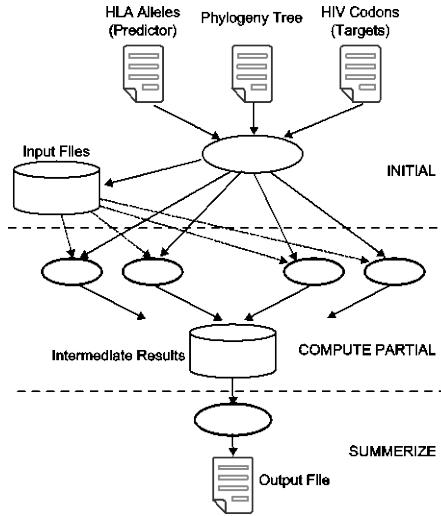 HLA Alleles
(Predictor)
Phylogeny Tree
HIV Codons
(Targets)
Input Files
INITIAL
Intermediate Results
COMPUTE PARTIAL
SUMMERIZE
Output File